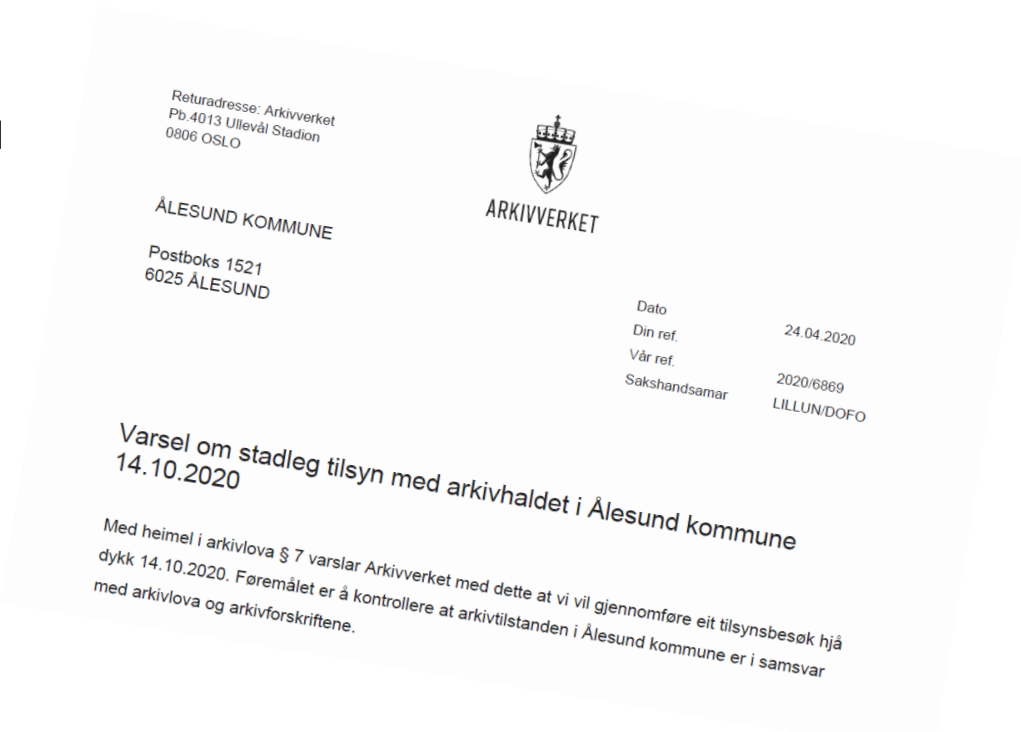 Returadresse: Arkivverket
Pb.4013 Ullevål Stadion
0806 OSLO
ARKIVVERKET
ÅLESUND KOMMUNE
Postboks 1521
6025 ÅLESUND
Dato 24.04.2020
Din ref.
Vår ref. 2020/6869
Sakshandsamar LILLUN/DOFO
Varsel om stadleg tilsyn med arkivhaldet i Ålesund kommune
14.10.2020
Med heimel i arkivlova § 7 varslar Arkivverket med dette at vi vil gjennomføre eit tilsynsbesøk hjå
dykk 14.10.2020. Føremålet er å kontrollere at arkivtilstanden i Ålesund kommune er i samsvar
med arkivlova og arkivforskriftene.